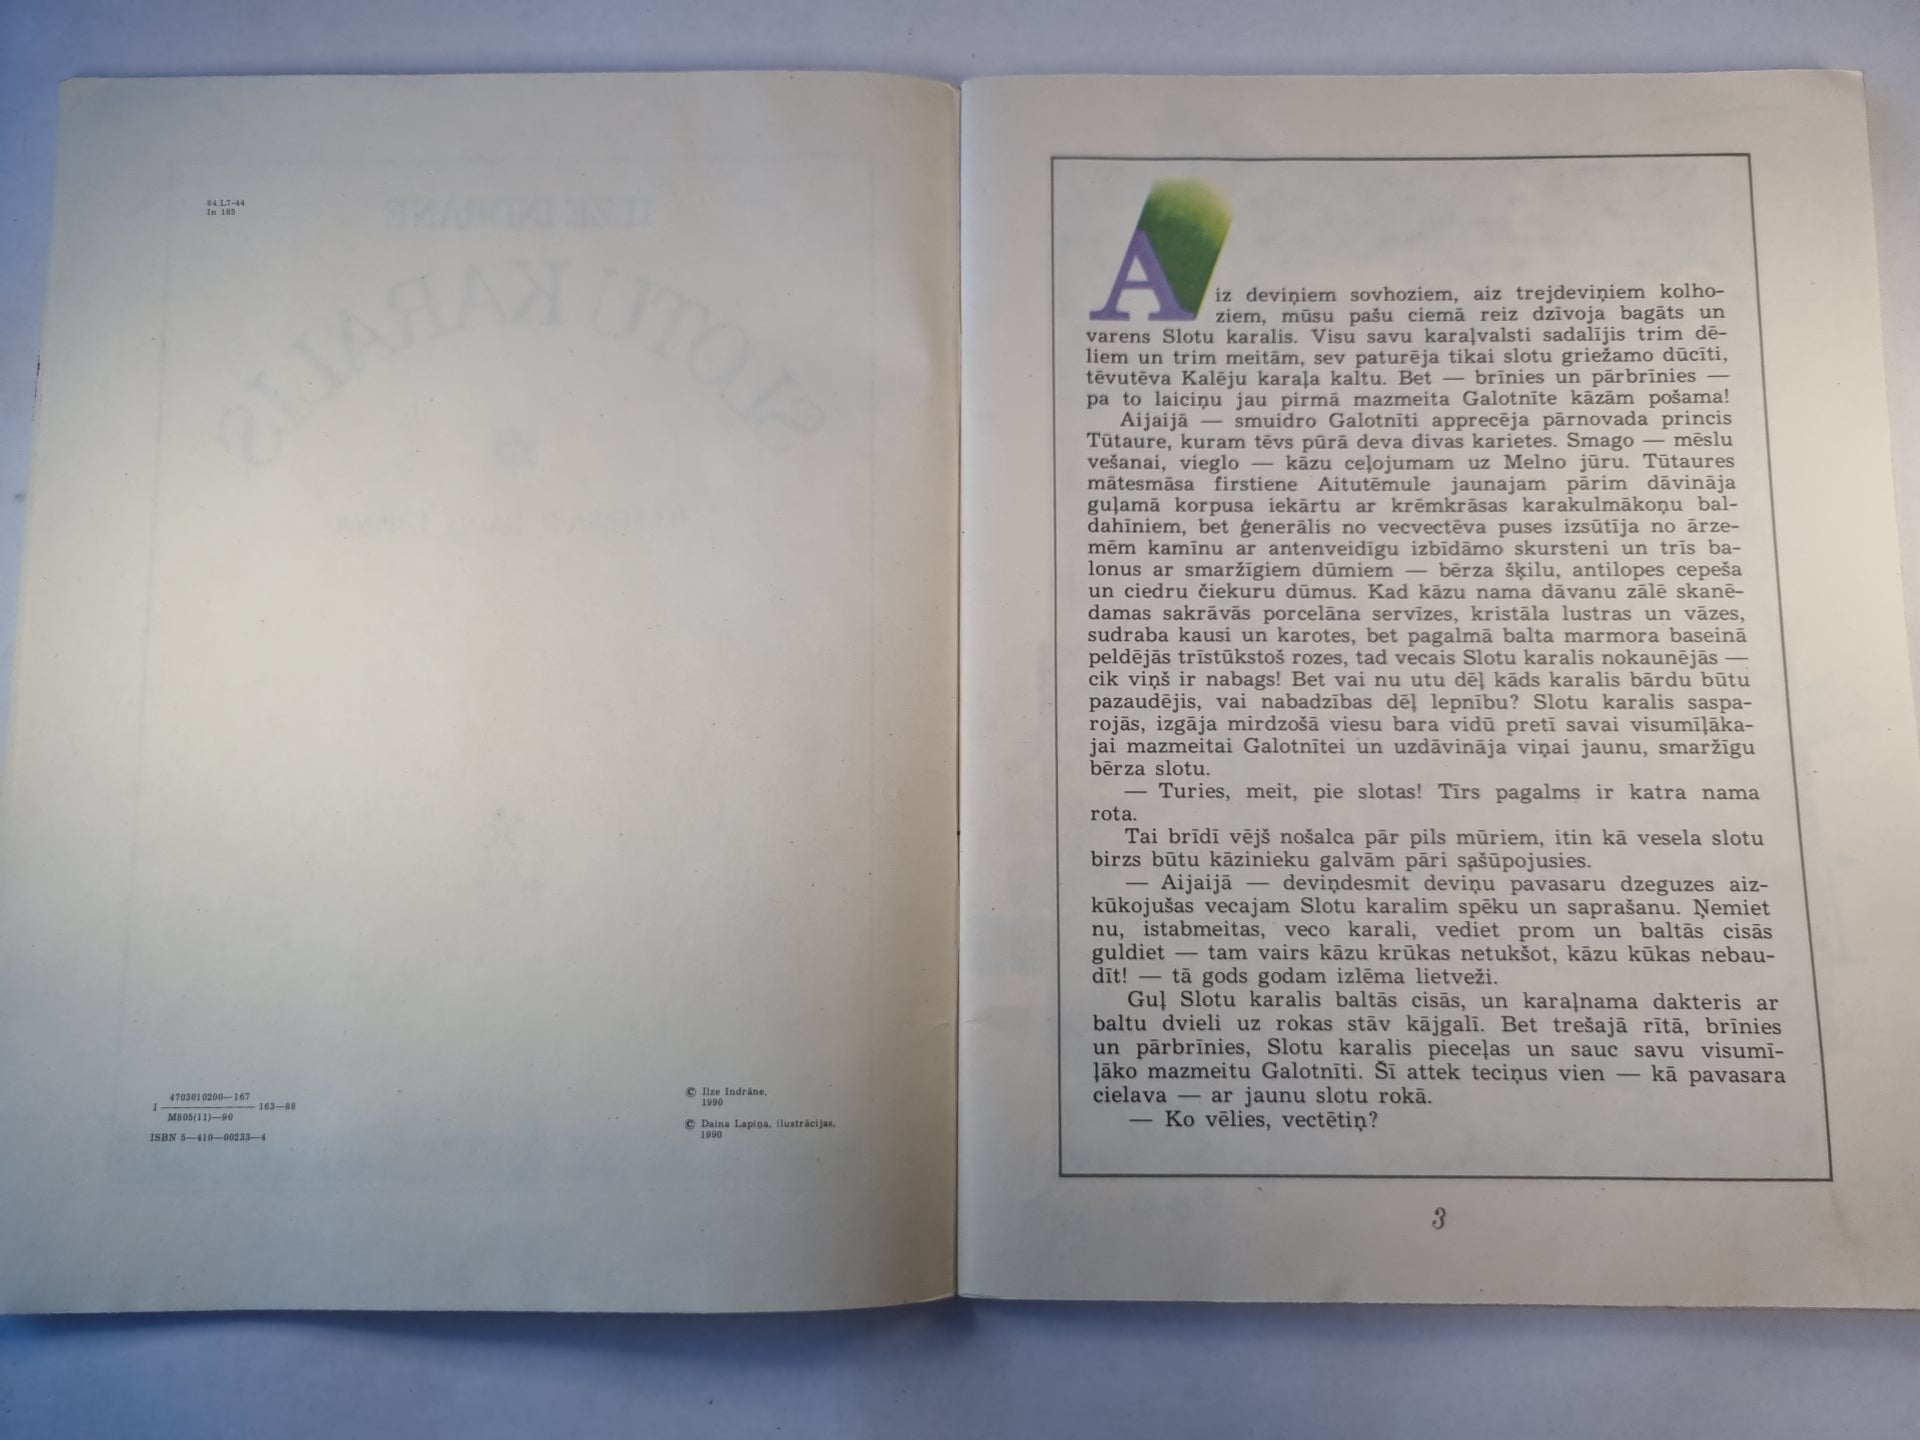 84.L7-44
In 185
4703010200—167
I ———— 163—88
M805(11)—90
ISBN 5—410—00233—4
© Ilze Indrāne,
1990
© Daina Lapiņa, ilustrācijas,
1990
Aiz deviņiem sovhoziem, aiz trejdeviņiem kolho-
ziem, mūsu pašu ciemā reiz dzīvoja bagāts un
varens Slotu karalis. Visu savu karaļvalsti sadalījis trim dē-
liem un trim meitām, sev paturēja tikai slotu griežamo dūcīti,
tēvutēva Kalēju karaļa kaltu. Bet — brīnies un pārbrīnies —
pa to laiciņu jau pirmā mazmeita Galotnīte kāzām pošama!
Aijaijā — smuidro Galotnīti apprecēja pārnovada princis
Tūtaure, kuram tēvs pūrā deva divas karietes. Smago — mēslu
vešanai, vieglo — kāzu ceļojumam uz Melno jūru. Tūtaures
mātesmāsa firstiene Aitutēmule jaunajam pārim dāvināja
guļamā korpusa iekārtu ar krēmkrāsas karakulmākoņu bal-
dahīniem, bet ģenerālis no vecvectēva puses izsūtīja no ārze-
mēm kamīnu ar antenveidīgu izbīdāmo skursteni un trīs ba-
lonus ar smaržīgiem dūmiem — bērza šķilu, antilopes cepeša
un ciedru čiekuru dūmus. Kad kāzu nama dāvanu zālē skanē-
damas sakrāvās porcelāna servīzes, kristāla lustras un vāzes,
sudraba kausi un karotes, bet pagalmā balta marmora baseinā
peldējās trīstūkstoš rozes, tad vecais Slotu karalis nokaunējās —
cik viņš ir nabags! Bet vai nu utu dēļ kāds karalis bārdu būtu
pazaudējis, vai nabadzības dēļ lepnību? Slotu karalis saspa-
rojās, izgāja mirdzošā viesu bara vidū pretī savai visumīļāka-
jai mazmeitai Galotnītei un uzdāvināja viņai jaunu, smaržīgu
bērza slotu.
— Turies, meit, pie slotas! Tīrs pagalms ir katra nama
rota.
Tai brīdī vējš nošalca pār pils mūriem, itin kā vesela slotu
birzs būtu kāzinieku galvām pāri sašūpojusies.
— Aijaijā — deviņdesmit deviņu pavasaru dzeguzes aiz-
kūkojušas vecajam Slotu karalim spēku un saprašanu. Ņemiet
nu, istabmeitas, veco karali, vediet prom un baltās cisās
guldiet — tam vairs kāzu krūkas netukšot, kāzu kūkas nebau-
dīt! — tā gods godam izlēma lietveži.
Guļ Slotu karalis baltās cisās, un karaļnama dakteris ar
baltu dvieli uz rokas stāv kājgalī. Bet trešajā rītā, brīnies
un pārbrīnies, Slotu karalis pieceļas un sauc savu visumī-
ļāko mazmeitu Galotnīti. Šī attek teciņus vien — kā pavasara
cielava — ar jaunu slotu rokā.
— Ko vēlies, vectētiņ?
3